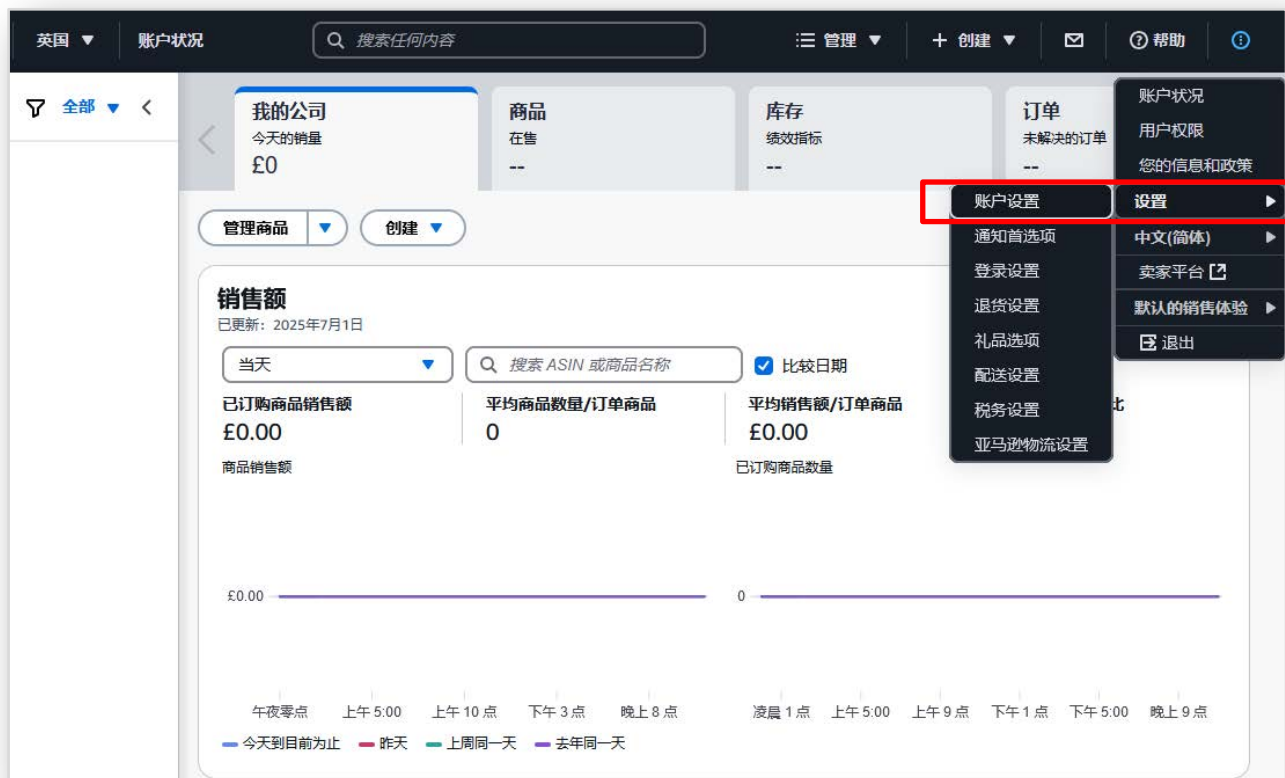 英国
账户状况
搜索任何内容
管理
创建
帮助
全部
我的公司
今天的销量
£0
商品
在售
--
库存
绩效指标
--
订单
未解决的订单
--
账户状况
用户权限
您的信息和政策
设置
中文(简体)
卖家平台
默认的销售体验
退出
账户设置
通知首选项
登录设置
退货设置
礼品选项
配送设置
税务设置
亚马逊物流设置
管理商品
创建
销售额
已更新：2025年7月1日
当天
搜索 ASIN 或商品名称
比较日期
已订购商品销售额
£0.00
平均商品数量/订单商品
0
平均销售额/订单商品
£0.00
比
商品销售额
已订购商品数量
£0.00
0
午夜零点 上午 5:00 上午 10 点 下午 3 点 晚上 8 点
凌晨 1 点 上午 5:00 上午 9 点 下午 1 点 下午 5:00 晚上 9 点
今天到目前为止 昨天 上周同一天 去年同一天